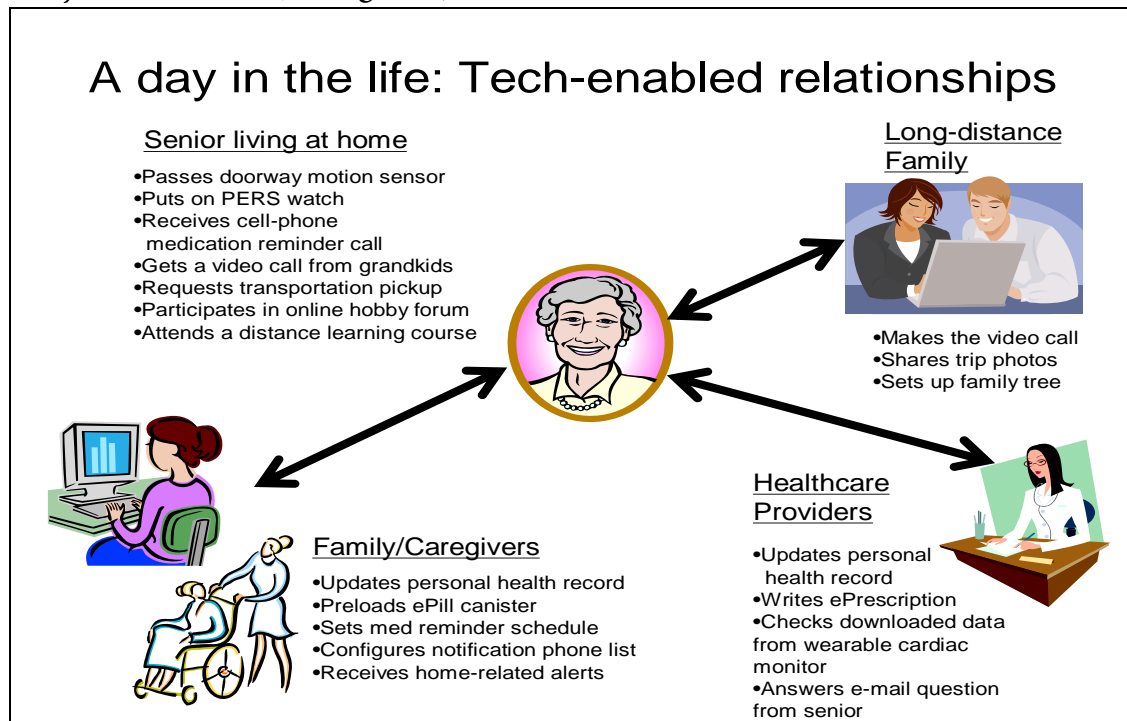 A day in the life: Tech-enabled relationships
Senior living at home
•Passes doorway motion sensor
•Puts on PERS watch
•Receives cell-phone
medication reminder call
•Gets a video call from grandkids
•Requests transportation pickup
•Participates in online hobby forum
•Attends a distance learning course
Long-distance
Family
•Makes the video call
•Shares trip photos
•Sets up family tree
Family/Caregivers
•Updates personal health record
•Preloads ePill canister
•Sets med reminder schedule
•Configures notification phone list
•Receives home-related alerts
Healthcare
Providers
•Updates personal
health record
•Writes ePrescription
•Checks downloaded data
from wearable cardiac
monitor
•Answers e-mail question
from senior